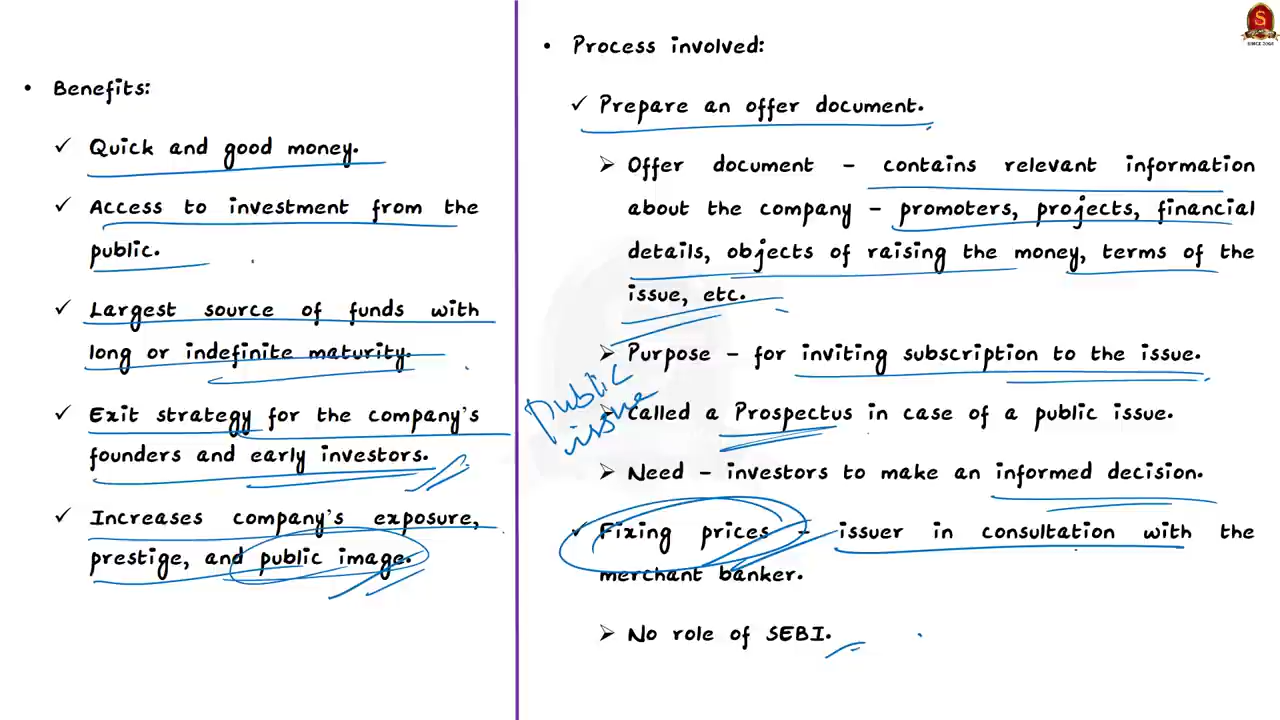 • Benefits:
✓ Quick and good money.
✓ Access to investment from the
public.
✓ Largest source of funds with
long or indefinite maturity.
✓ Exit strategy for the company's
founders and early investors.
✓ Increases company's exposure,
prestige, and public image.
• Process involved:
✓ Prepare an offer document.
➢ Offer document – contains relevant information
about the company – promoters, projects, financial
details, objects of raising the money, terms of the
issue, etc.
➢ Purpose – for inviting subscription to the issue.
public
issue
➢ Called a Prospectus in case of a public issue.
➢ Need – investors to make an informed decision.
✓ Fixing prices – issuer in consultation with the
merchant banker.
➢ No role of SEBI.
S
SINCE 2004